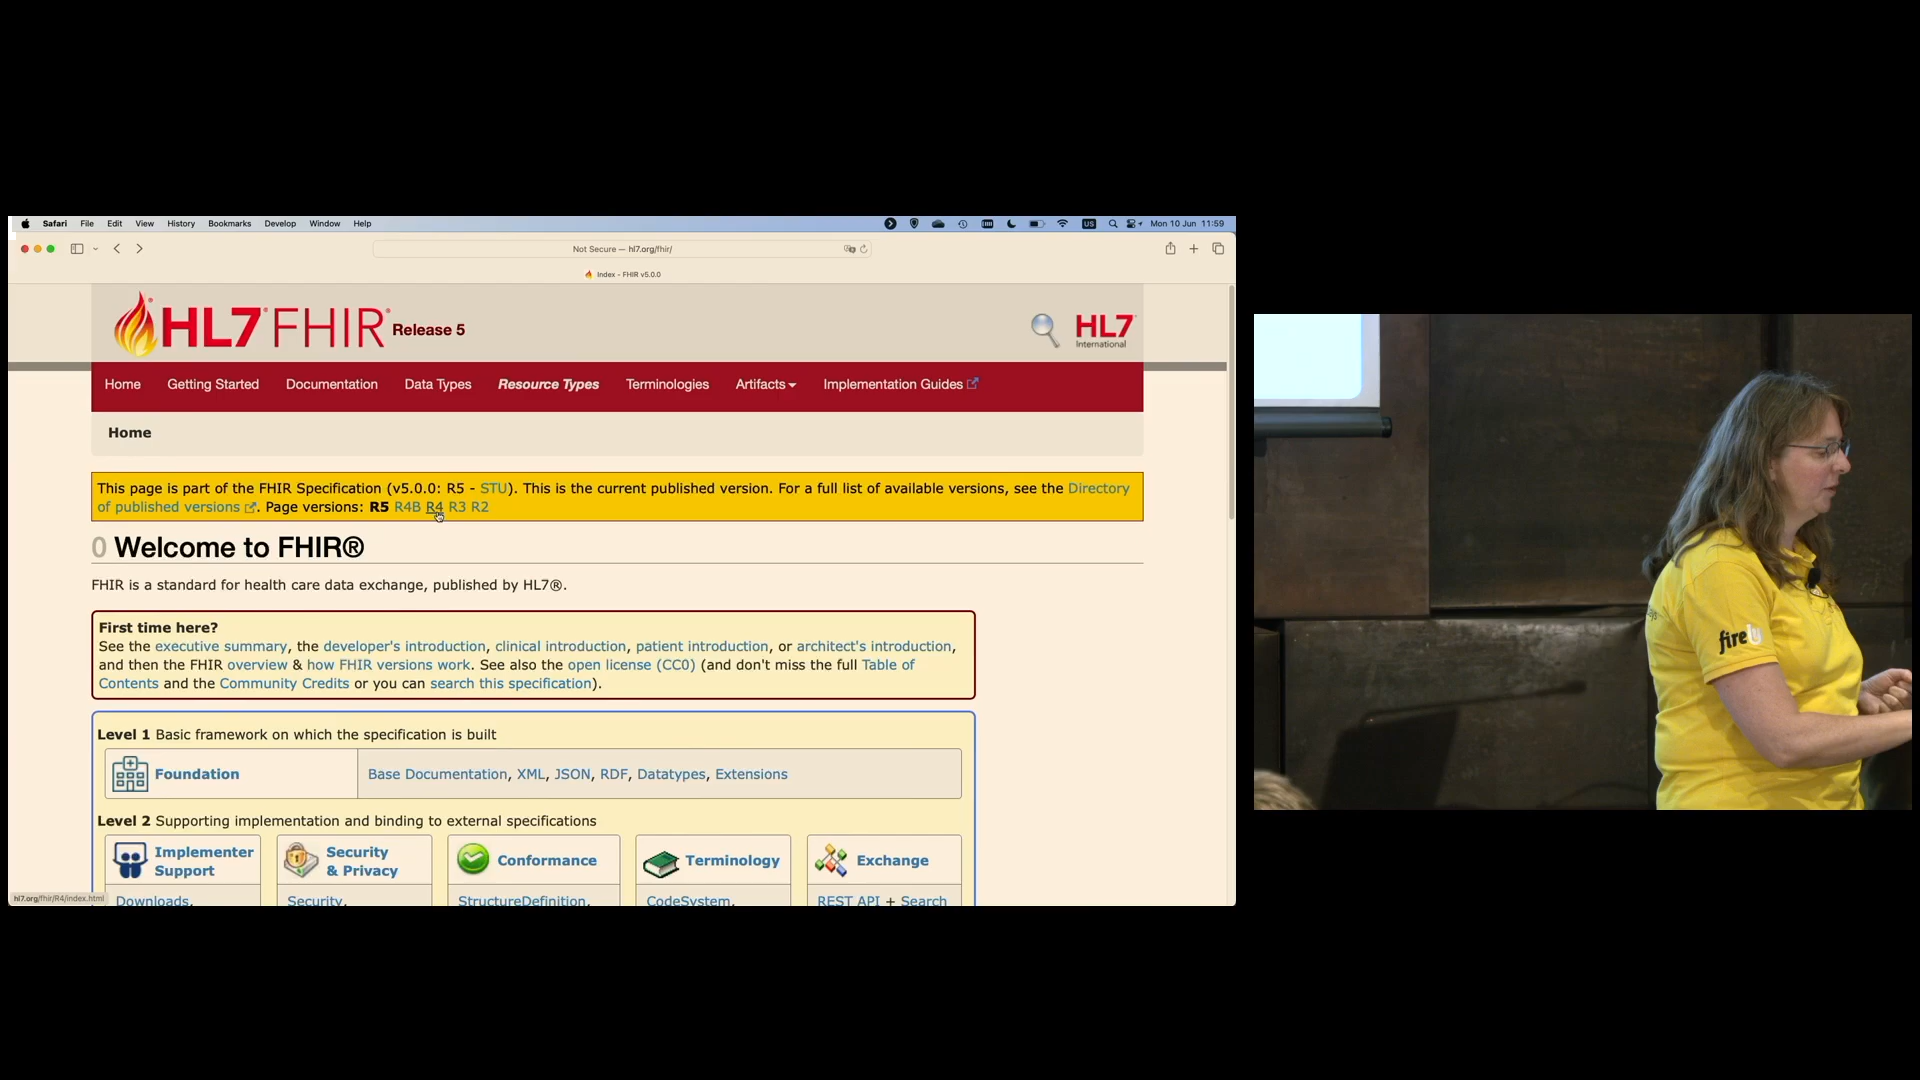 Safari File Edit View History Bookmarks Develop Window Help
US
Mon 10 Jun 11:59
Not Secure — hl7.org/fhir/
Index - FHIR v5.0.0
HL7® FHIR® Release 5
HL7®
International
Home Getting Started Documentation Data Types Resource Types Terminologies Artifacts Implementation Guides
Home
This page is part of the FHIR Specification (v5.0.0: R5 - STU). This is the current published version. For a full list of available versions, see the Directory
of published versions. Page versions: R5 R4B R4 R3 R2
0 Welcome to FHIR®
FHIR is a standard for health care data exchange, published by HL7®.
First time here?
See the executive summary, the developer's introduction, clinical introduction, patient introduction, or architect's introduction,
and then the FHIR overview & how FHIR versions work. See also the open license (CC0) (and don't miss the full Table of
Contents and the Community Credits or you can search this specification).
Level 1 Basic framework on which the specification is built
Foundation
Base Documentation, XML, JSON, RDF, Datatypes, Extensions
Level 2 Supporting implementation and binding to external specifications
Implementer
Support
Security
& Privacy
Conformance
Terminology
Exchange
Downloads,
Security,
StructureDefinition,
CodeSystem,
REST API + Search
hl7.org/fhir/R4/index.html
firely